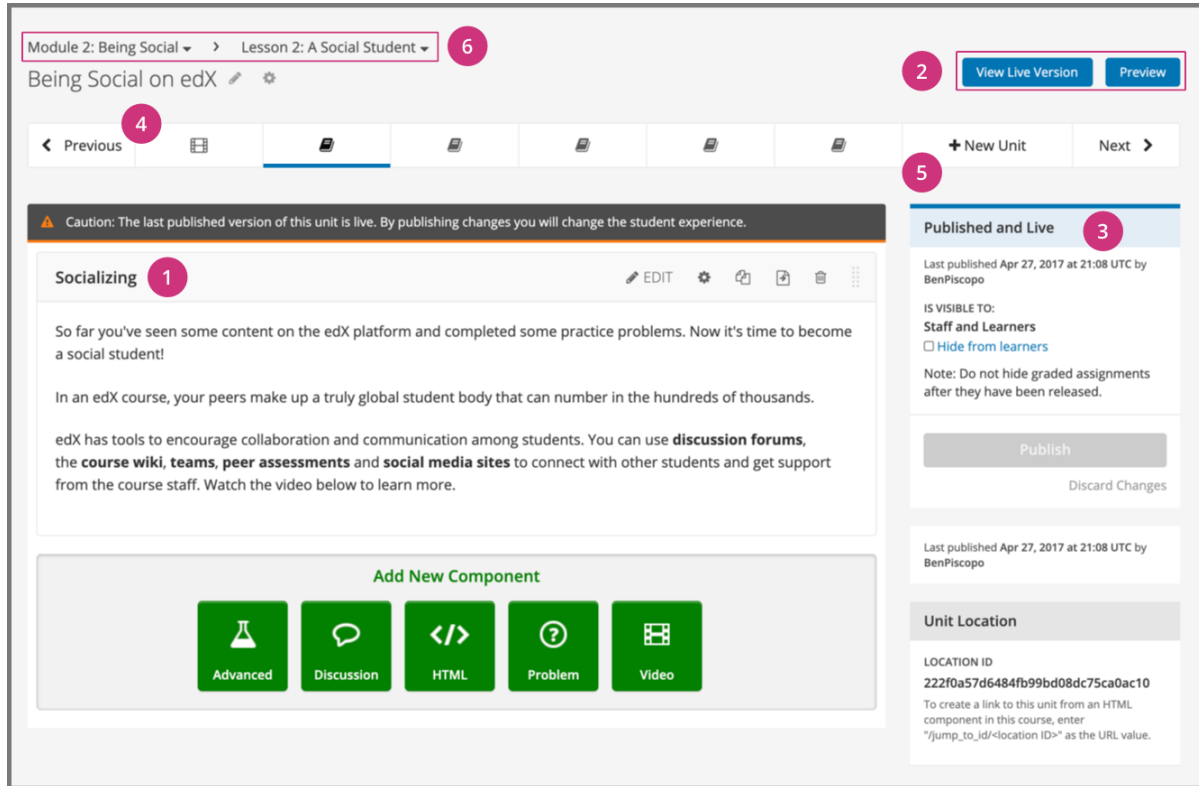 Module 2: Being Social > Lesson 2: A Social Student
6
Being Social on edX
2
View Live Version
Preview
4
Previous
+ New Unit
Next
5
Caution: The last published version of this unit is live. By publishing changes you will change the student experience.
Socializing
1
EDIT
So far you've seen some content on the edX platform and completed some practice problems. Now it's time to become
a social student!
In an edX course, your peers make up a truly global student body that can number in the hundreds of thousands.
edX has tools to encourage collaboration and communication among students. You can use discussion forums,
the course wiki, teams, peer assessments and social media sites to connect with other students and get support
from the course staff. Watch the video below to learn more.
Add New Component
Advanced
Discussion
</>
HTML
?
Problem
Video
Published and Live
3
Last published Apr 27, 2017 at 21:08 UTC by
BenPiscopo
IS VISIBLE TO:
Staff and Learners
Hide from learners
Note: Do not hide graded assignments
after they have been released.
Publish
Discard Changes
Last published Apr 27, 2017 at 21:08 UTC by
BenPiscopo
Unit Location
LOCATION ID
222f0a57d6484fb99bd08dc75ca0ac10
To create a link to this unit from an HTML
component in this course, enter
"/jump_to_id/<location ID>" as the URL value.